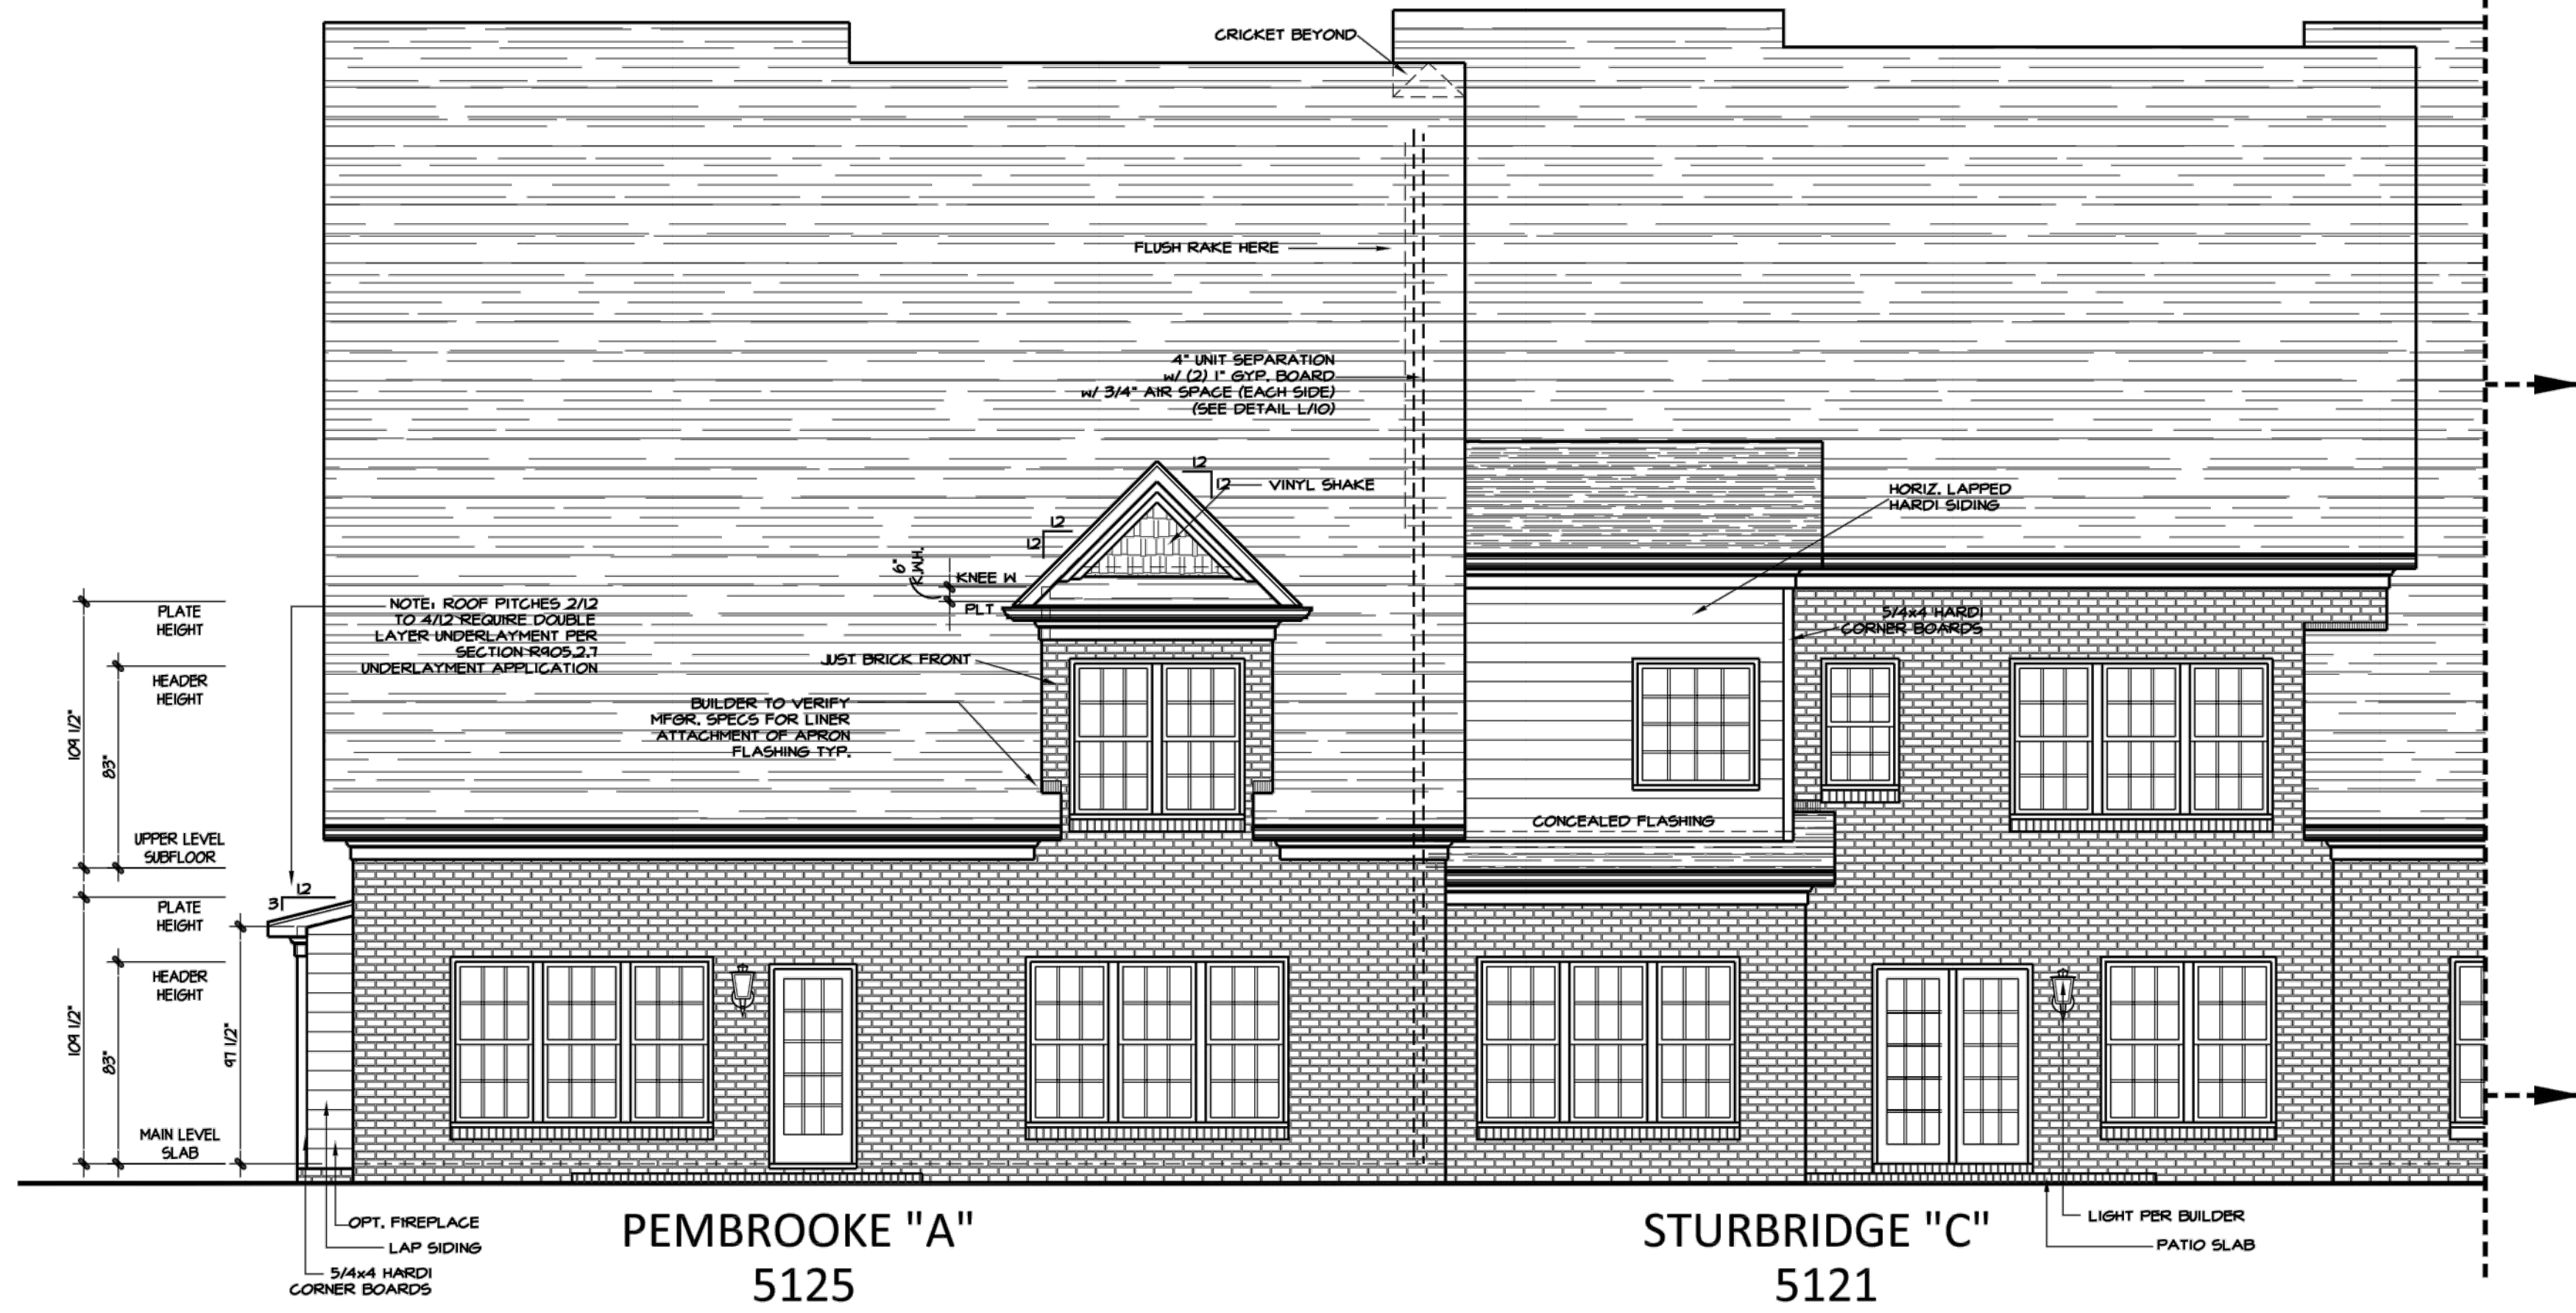 CRICKET BEYOND
FLUSH RAKE HERE
4" UNIT SEPARATION
w/ (2) 1" GYP. BOARD
w/ 3/4" AIR SPACE (EACH SIDE)
(SEE DETAIL L/10)
12
12
VINYL SHAKE
12
12
HORIZ. LAPPED
HARDI SIDING
6"
K.W.H.
KNEE W
PLT
NOTE: ROOF PITCHES 2/12
TO 4/12 REQUIRE DOUBLE
LAYER UNDERLAYMENT PER
SECTION R905.2.7
UNDERLAYMENT APPLICATION
5/4x4 HARDI
CORNER BOARDS
JUST BRICK FRONT
BUILDER TO VERIFY
MFGR. SPECS FOR LINER
ATTACHMENT OF APRON
FLASHING TYP.
CONCEALED FLASHING
PLATE
HEIGHT
HEADER
HEIGHT
109 1/2"
83"
UPPER LEVEL
SUBFLOOR
12
3
PLATE
HEIGHT
HEADER
HEIGHT
109 1/2"
83"
97 1/2"
MAIN LEVEL
SLAB
OPT. FIREPLACE
LAP SIDING
5/4x4 HARDI
CORNER BOARDS
PEMBROOKE "A"
5125
STURBRIDGE "C"
5121
LIGHT PER BUILDER
PATIO SLAB